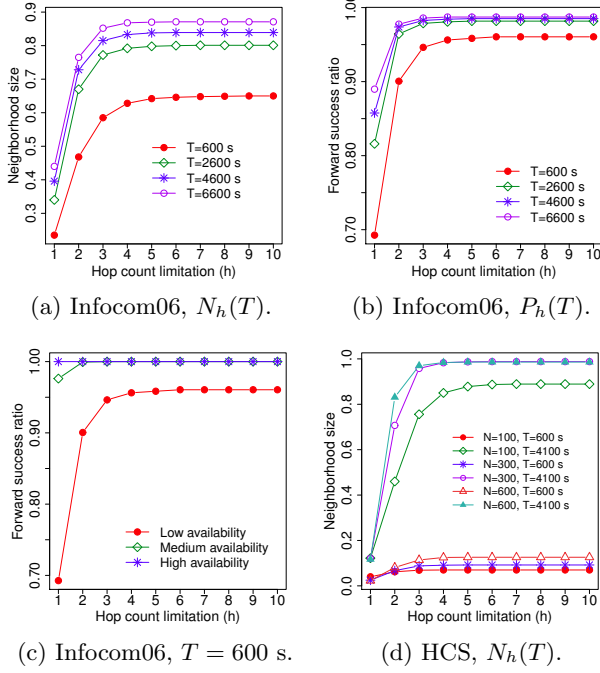 Neighborhood size
0.3 0.4 0.5 0.6 0.7 0.8 0.9
T=600 s
T=2600 s
T=4600 s
T=6600 s
1 2 3 4 5 6 7 8 9 10
Hop count limitation (h)
(a) Infocom06, N_h(T).
Forward success ratio
0.70 0.80 0.90 1.00
T=600 s
T=2600 s
T=4600 s
T=6600 s
1 2 3 4 5 6 7 8 9 10
Hop count limitation (h)
(b) Infocom06, P_h(T).
Forward success ratio
0.70 0.80 0.90 1.00
Low availability
Medium availability
High availability
1 2 3 4 5 6 7 8 9 10
Hop count limitation (h)
(c) Infocom06, T = 600 s.
Neighborhood size
0.0 0.2 0.4 0.6 0.8 1.0
N=100, T=600 s
N=100, T=4100 s
N=300, T=600 s
N=300, T=4100 s
N=600, T=600 s
N=600, T=4100 s
1 2 3 4 5 6 7 8 9 10
Hop count limitation (h)
(d) HCS, N_h(T).